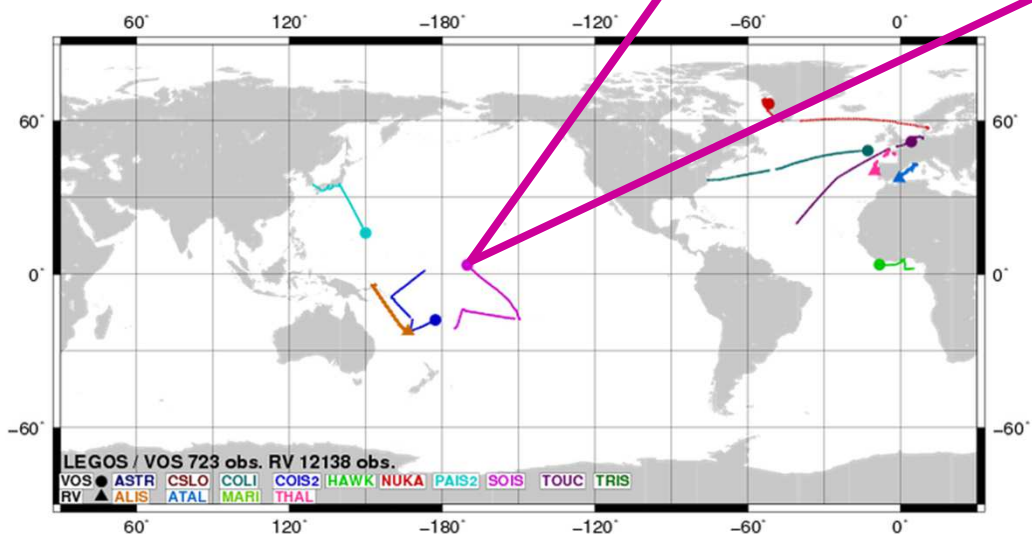 60° 120° −180° −120° −60° 0°
60° 60°
0° 0°
−60° −60°
LEGOS / VOS 723 obs. RV 12138 obs.
VOS ASTR CSLO COLI COIS2 HAWK NUKA PAIS2 SOIS TOUC TRIS
RV ALIS ATAL MARI THAL
60° 120° −180° −120° −60° 0°